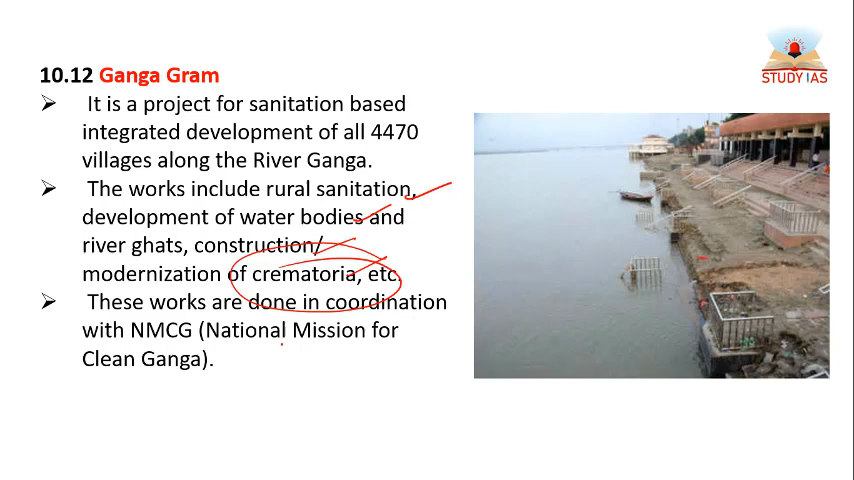 STUDY IAS
10.12 Ganga Gram
➢ It is a project for sanitation based
integrated development of all 4470
villages along the River Ganga.
➢ The works include rural sanitation,
development of water bodies and
river ghats, construction/
modernization of crematoria, etc.
➢ These works are done in coordination
with NMCG (National Mission for
Clean Ganga).